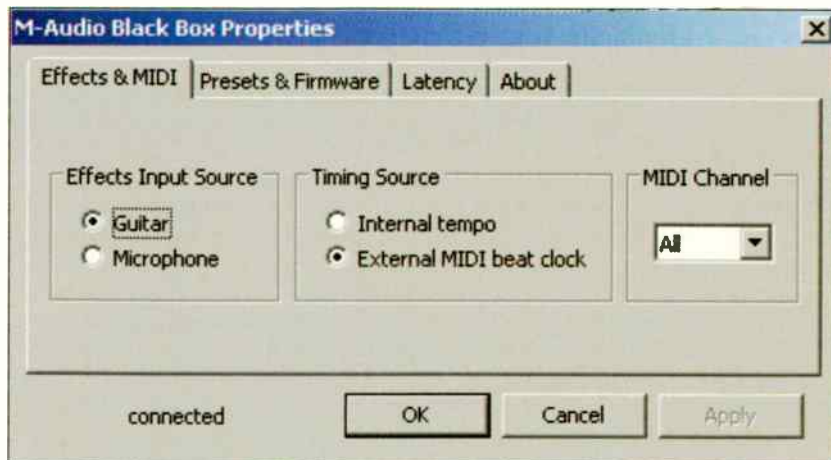 M-Audio Black Box Properties
Effects & MIDI
Presets & Firmware
Latency
About
Effects Input Source
Guitar
Microphone
Timing Source
Internal tempo
External MIDI beat clock
MIDI Channel
All
connected
OK
Cancel
Apply